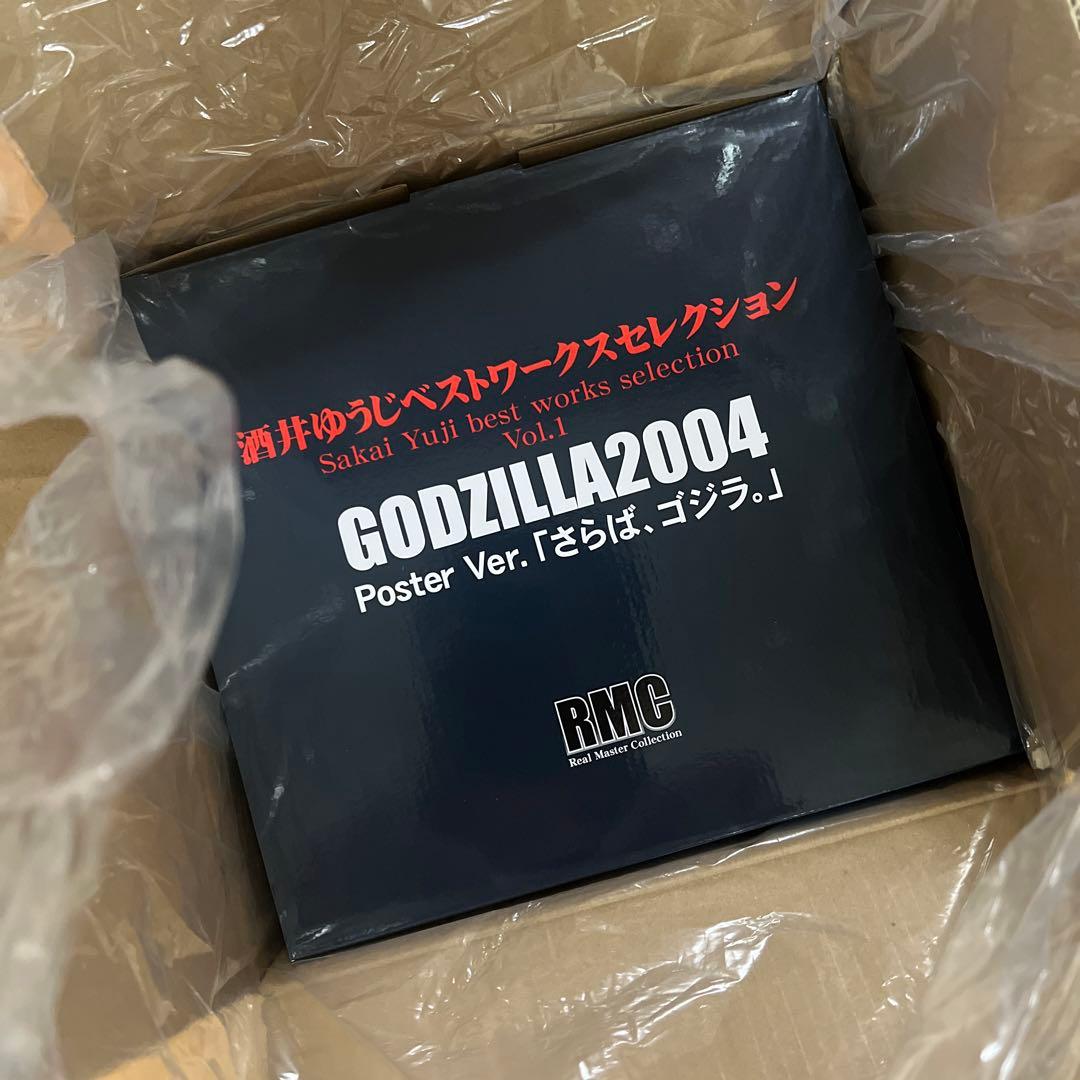 酒井ゆうじベストワークスセレクション
Sakai Yuji best works selection
Vol.1
GODZILLA2004
Poster Ver.「さらば、ゴジラ。」
RMC
Real Master Collection